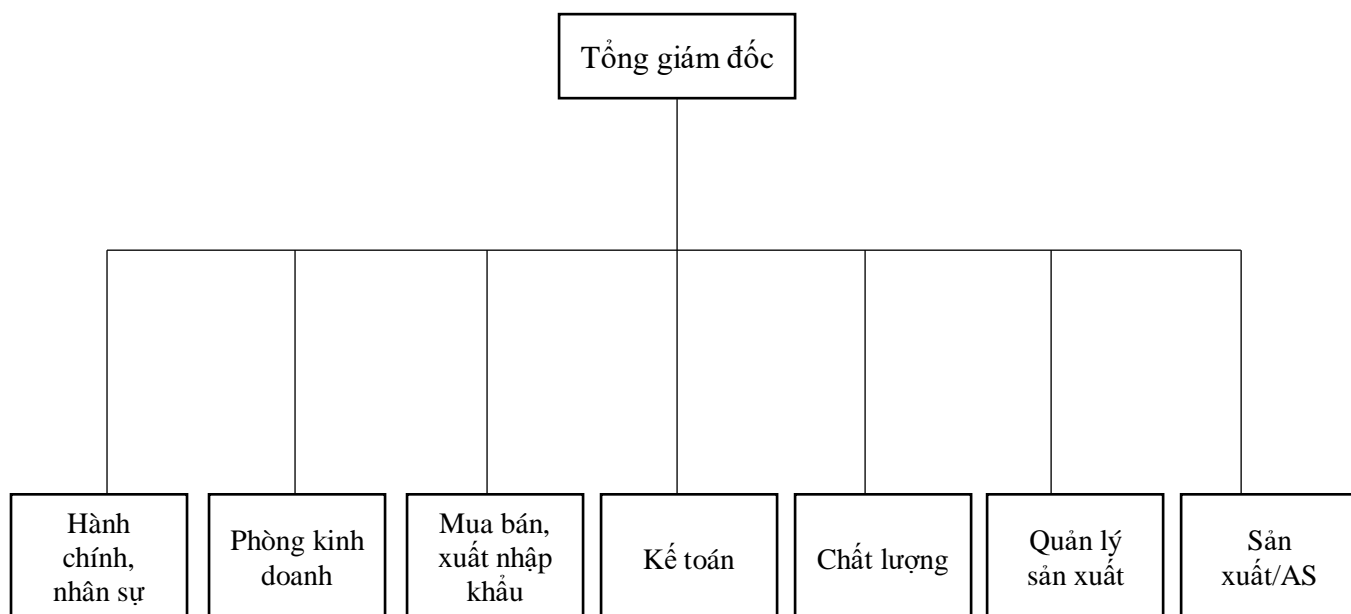 Tổng giám đốc
Hành
chính,
nhân sự
Phòng kinh
doanh
Mua bán,
xuất nhập
khẩu
Kế toán
Chất lượng
Quản lý
sản xuất
Sản
xuất/AS